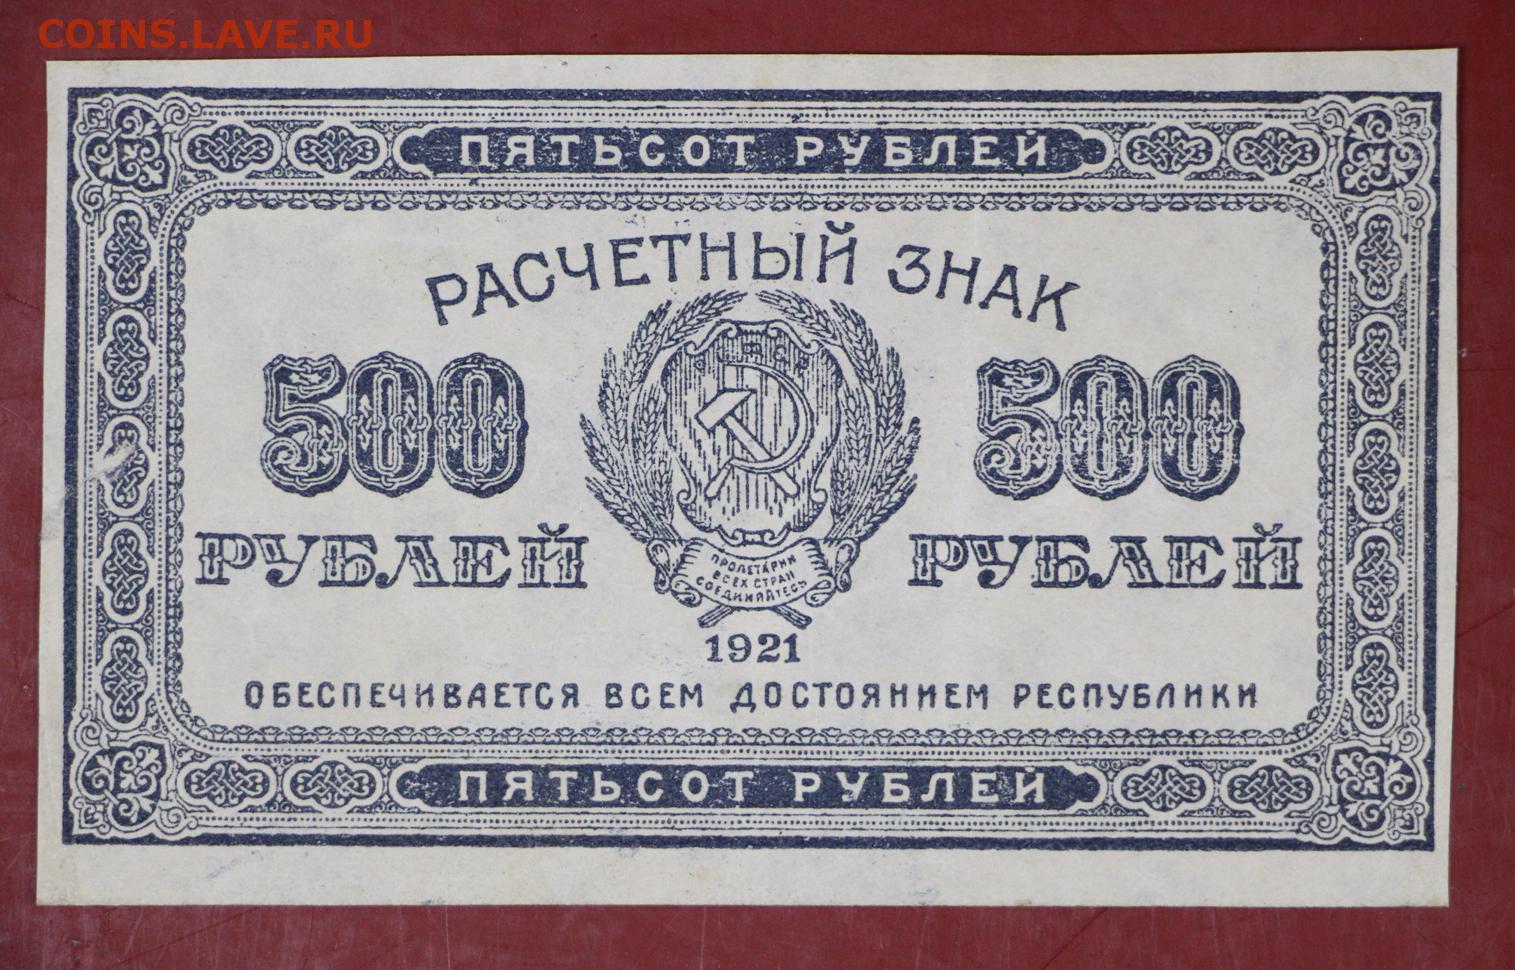 COINS.LAVE.RU
ПЯТЬСОТ РУБЛЕЙ
РАСЧЕТНЫЙ ЗНАК
500 500
РУБЛЕЙ РУБЛЕЙ
ПРОЛЕТАРИИ
ВСЕХ СТРАН
СОЕДИНЯЙТЕСЬ
1921
ОБЕСПЕЧИВАЕТСЯ ВСЕМ ДОСТОЯНИЕМ РЕСПУБЛИКИ
ПЯТЬСОТ РУБЛЕЙ